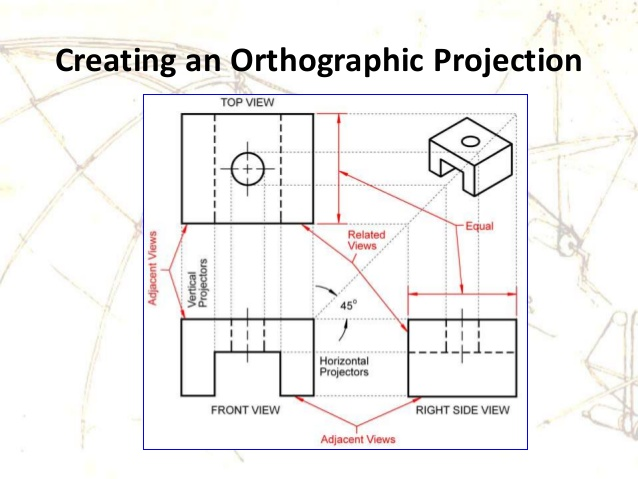 Creating an Orthographic Projection
TOP VIEW
Equal
Related
Views
Adjacent Views
Vertical
Projectors
45°
Horizontal
Projectors
FRONT VIEW
RIGHT SIDE VIEW
Adjacent Views